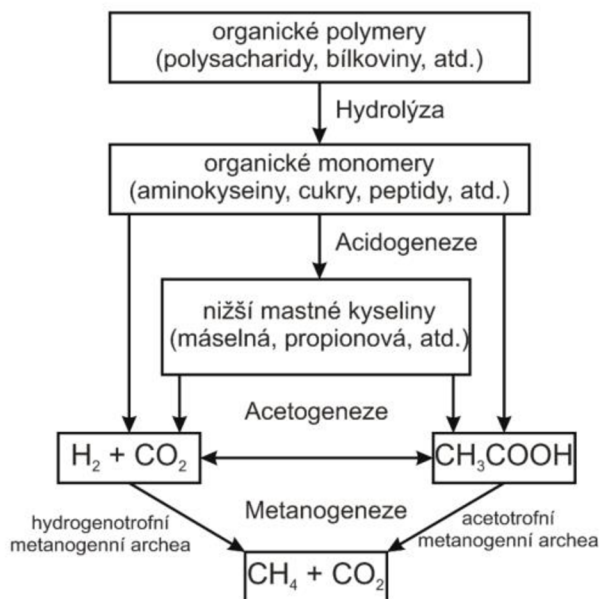 organické polymery
(polysacharidy, bílkoviny, atd.)
Hydrolýza
organické monomery
(aminokyseiny, cukry, peptidy, atd.)
Acidogeneze
nižší mastné kyseliny
(máselná, propionová, atd.)
Acetogeneze
H₂ + CO₂
CH₃COOH
Metanogeneze
hydrogenotrofní
metanogenní archea
acetotrofní
metanogenní archea
CH₄ + CO₂